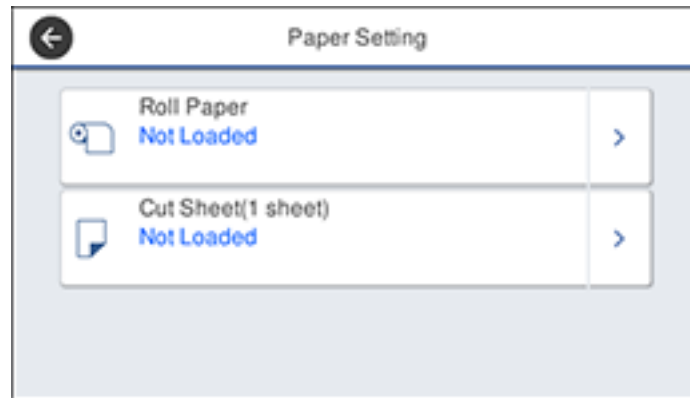 Paper Setting
Roll Paper
Not Loaded
Cut Sheet(1 sheet)
Not Loaded